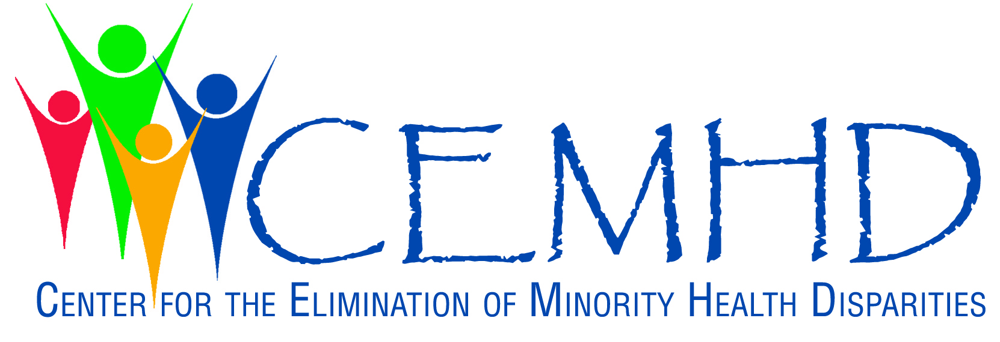 CEMHD
CENTER FOR THE ELIMINATION OF MINORITY HEALTH DISPARITIES